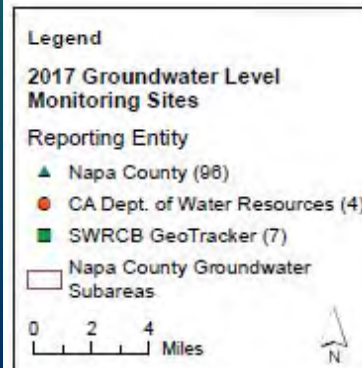 Legend
2017 Groundwater Level
Monitoring Sites
Reporting Entity
Napa County (98)
CA Dept. of Water Resources (4)
SWRCB GeoTracker (7)
Napa County Groundwater
Subareas
0 2 4
Miles
N